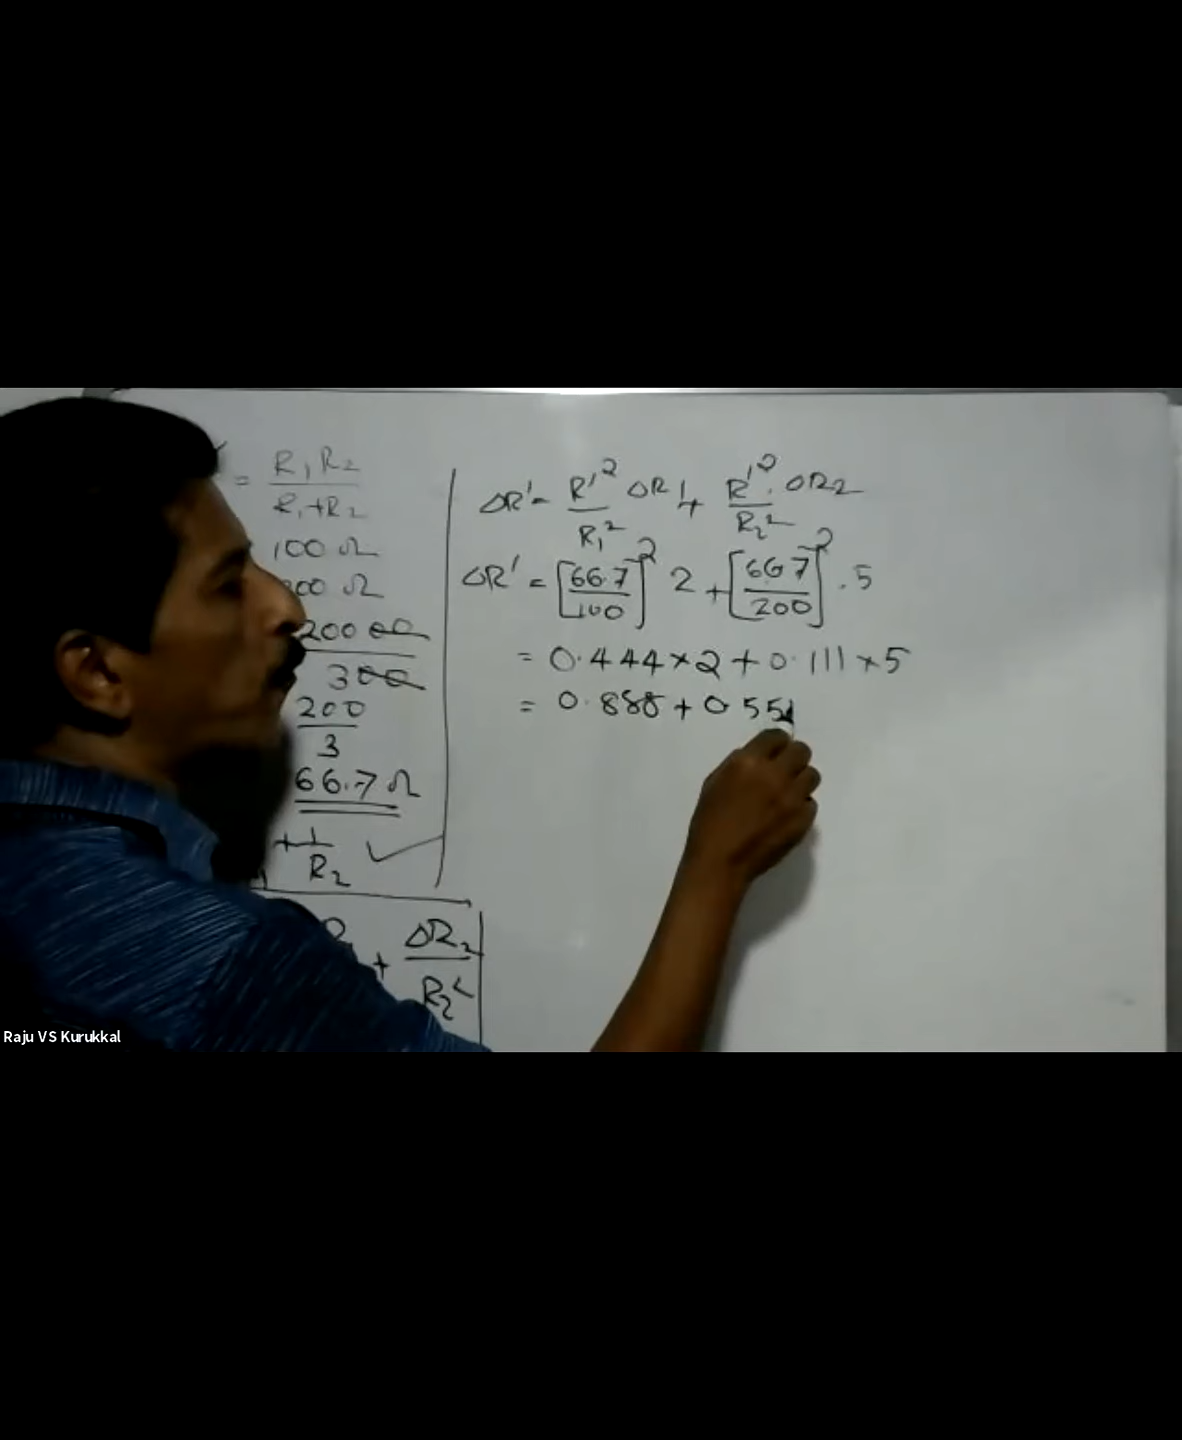 = R₁R₂ / R₁+R₂
100 Ω
00 Ω
20000 / 300
200 / 3
66.7 Ω
+ 1 / R₂ ✓
+ ΔR₂ / R₂²
ΔR' = R'² / R₁² ΔR₁ + R'² / R₂² . ΔR₂
ΔR' = [66.7 / 100]² 2 + [66.7 / 200]² . 5
= 0.444 × 2 + 0.111 × 5
= 0.888 + 0.55
Raju VS Kurukkal